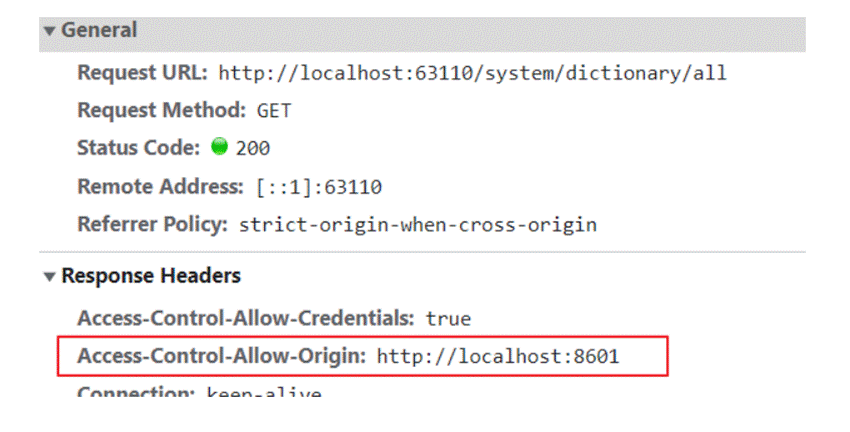 General
Request URL: http://localhost:63110/system/dictionary/all
Request Method: GET
Status Code: 200
Remote Address: [::1]:63110
Referrer Policy: strict-origin-when-cross-origin
Response Headers
Access-Control-Allow-Credentials: true
Access-Control-Allow-Origin: http://localhost:8601
Connection: keep-alive